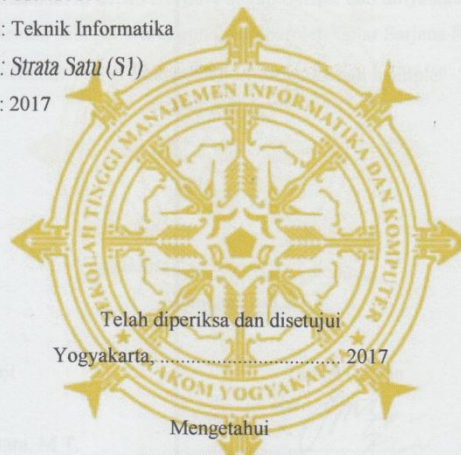 : Teknik Informatika
: Strata Satu (S1)
: 2017
SEKOLAH TINGGI MANAJEMEN INFORMATIKA DAN KOMPUTER
Telah diperiksa dan disetujui
Yogyakarta, .................................. 2017
AKAKOM YOGYAKARTA
Mengetahui